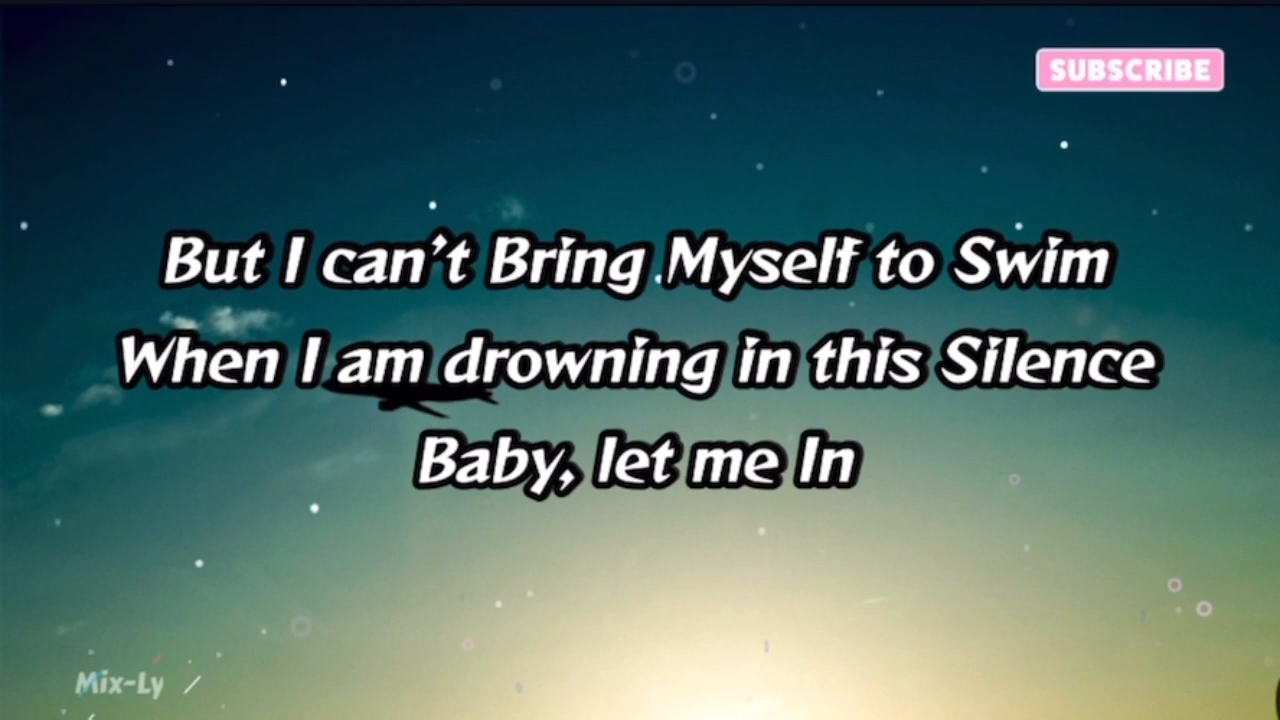 SUBSCRIBE
But I can't Bring Myself to Swim
When I am drowning in this Silence
Baby, let me In
Mix-Ly